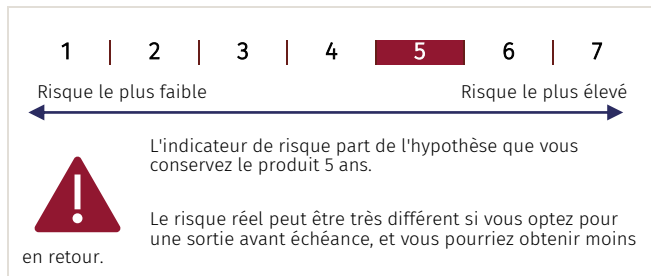 1 | 2 | 3 | 4 | 5 | 6 | 7
Risque le plus faible Risque le plus élevé
L'indicateur de risque part de l'hypothèse que vous
conservez le produit 5 ans.
Le risque réel peut être très différent si vous optez pour
une sortie avant échéance, et vous pourriez obtenir moins
en retour.